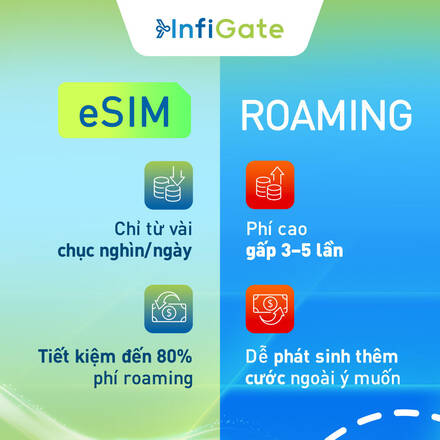 InfiGate
eSIM
ROAMING
Chỉ từ vài
chục nghìn/ngày
Phí cao
gấp 3–5 lần
Tiết kiệm đến 80%
phí roaming
Dễ phát sinh thêm
cước ngoài ý muốn